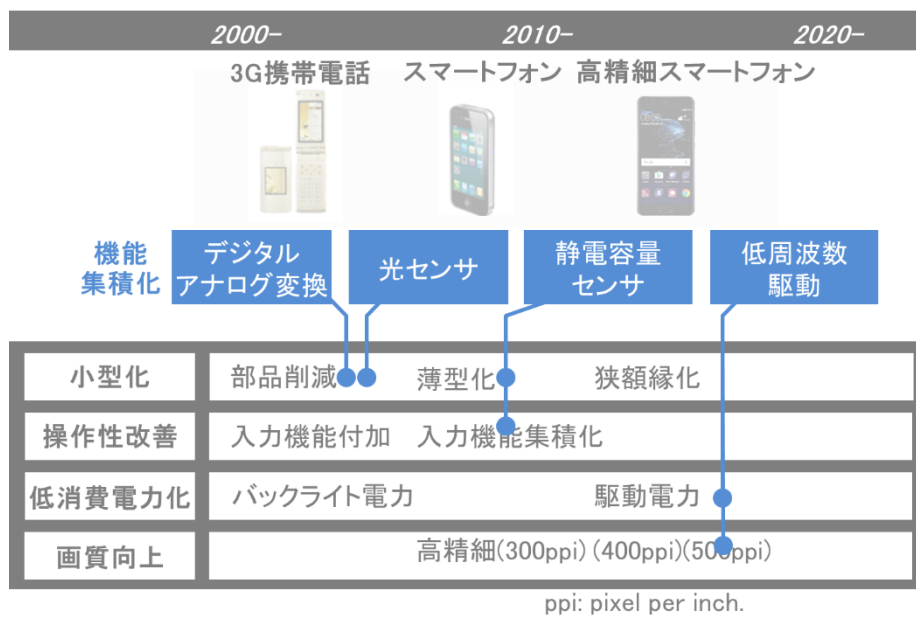 2000-
2010-
2020-
3G携帯電話
スマートフォン
高精細スマートフォン
機能
集積化
デジタル
アナログ変換
光センサ
静電容量
センサ
低周波数
駆動
小型化
部品削減
薄型化
狭額縁化
操作性改善
入力機能付加
入力機能集積化
低消費電力化
バックライト電力
駆動電力
画質向上
高精細(300ppi) (400ppi)(500ppi)
ppi: pixel per inch.